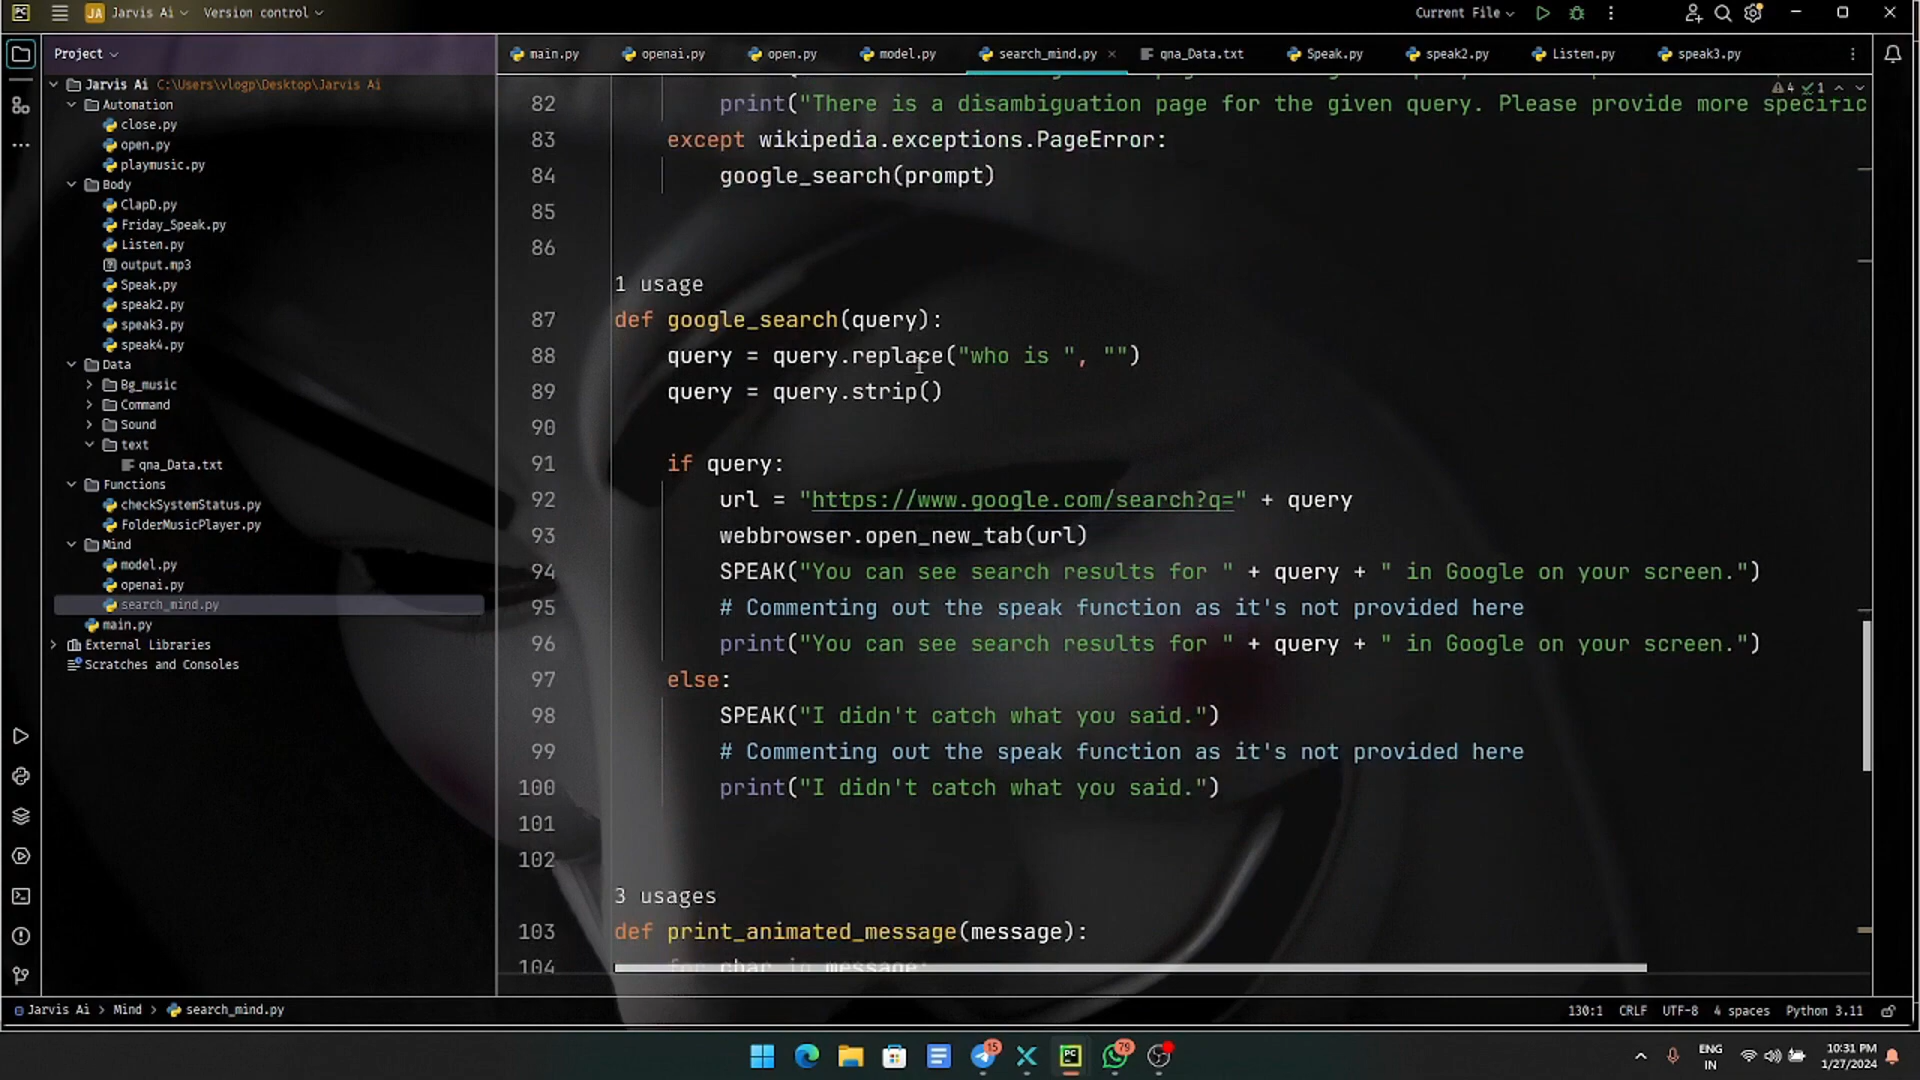 PC
JA Jarvis Ai
Version control
Current File
Project
main.py
openai.py
open.py
model.py
search_mind.py
qna_Data.txt
Speak.py
speak2.py
Listen.py
speak3.py
Jarvis Ai C:\Users\vlogp\Desktop\Jarvis Ai
Automation
close.py
open.py
playmusic.py
Body
ClapD.py
Friday_Speak.py
Listen.py
output.mp3
Speak.py
speak2.py
speak3.py
speak4.py
Data
Bg_music
Command
Sound
text
qna_Data.txt
Functions
checkSystemStatus.py
FolderMusicPlayer.py
Mind
model.py
openai.py
search_mind.py
main.py
External Libraries
Scratches and Consoles
4 1
82 print("There is a disambiguation page for the given query. Please provide more specific
83 except wikipedia.exceptions.PageError:
84 google_search(prompt)
85
86
1 usage
87 def google_search(query):
88 query = query.replace("who is ", "")
89 query = query.strip()
90
91 if query:
92 url = "https://www.google.com/search?q=" + query
93 webbrowser.open_new_tab(url)
94 SPEAK("You can see search results for " + query + " in Google on your screen.")
95 # Commenting out the speak function as it's not provided here
96 print("You can see search results for " + query + " in Google on your screen.")
97 else:
98 SPEAK("I didn't catch what you said.")
99 # Commenting out the speak function as it's not provided here
100 print("I didn't catch what you said.")
101
102
3 usages
103 def print_animated_message(message):
104 for char in message:
Jarvis Ai > Mind > search_mind.py
130:1 CRLF UTF-8 4 spaces Python 3.11
15
PC
79
ENG
IN
10:31 PM
1/27/2024